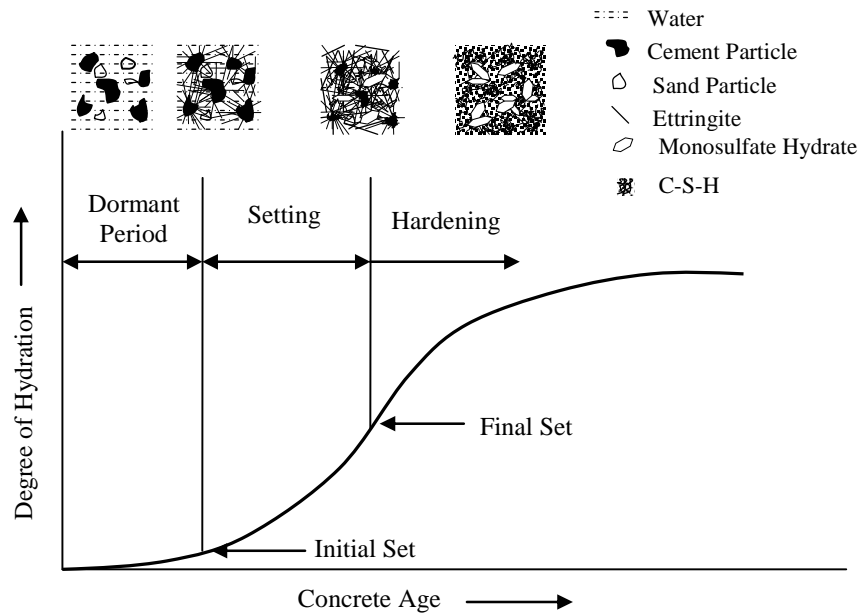 Water
Cement Particle
Sand Particle
Ettringite
Monosulfate Hydrate
C-S-H
Dormant
Period
Setting
Hardening
Degree of Hydration
Final Set
Initial Set
Concrete Age